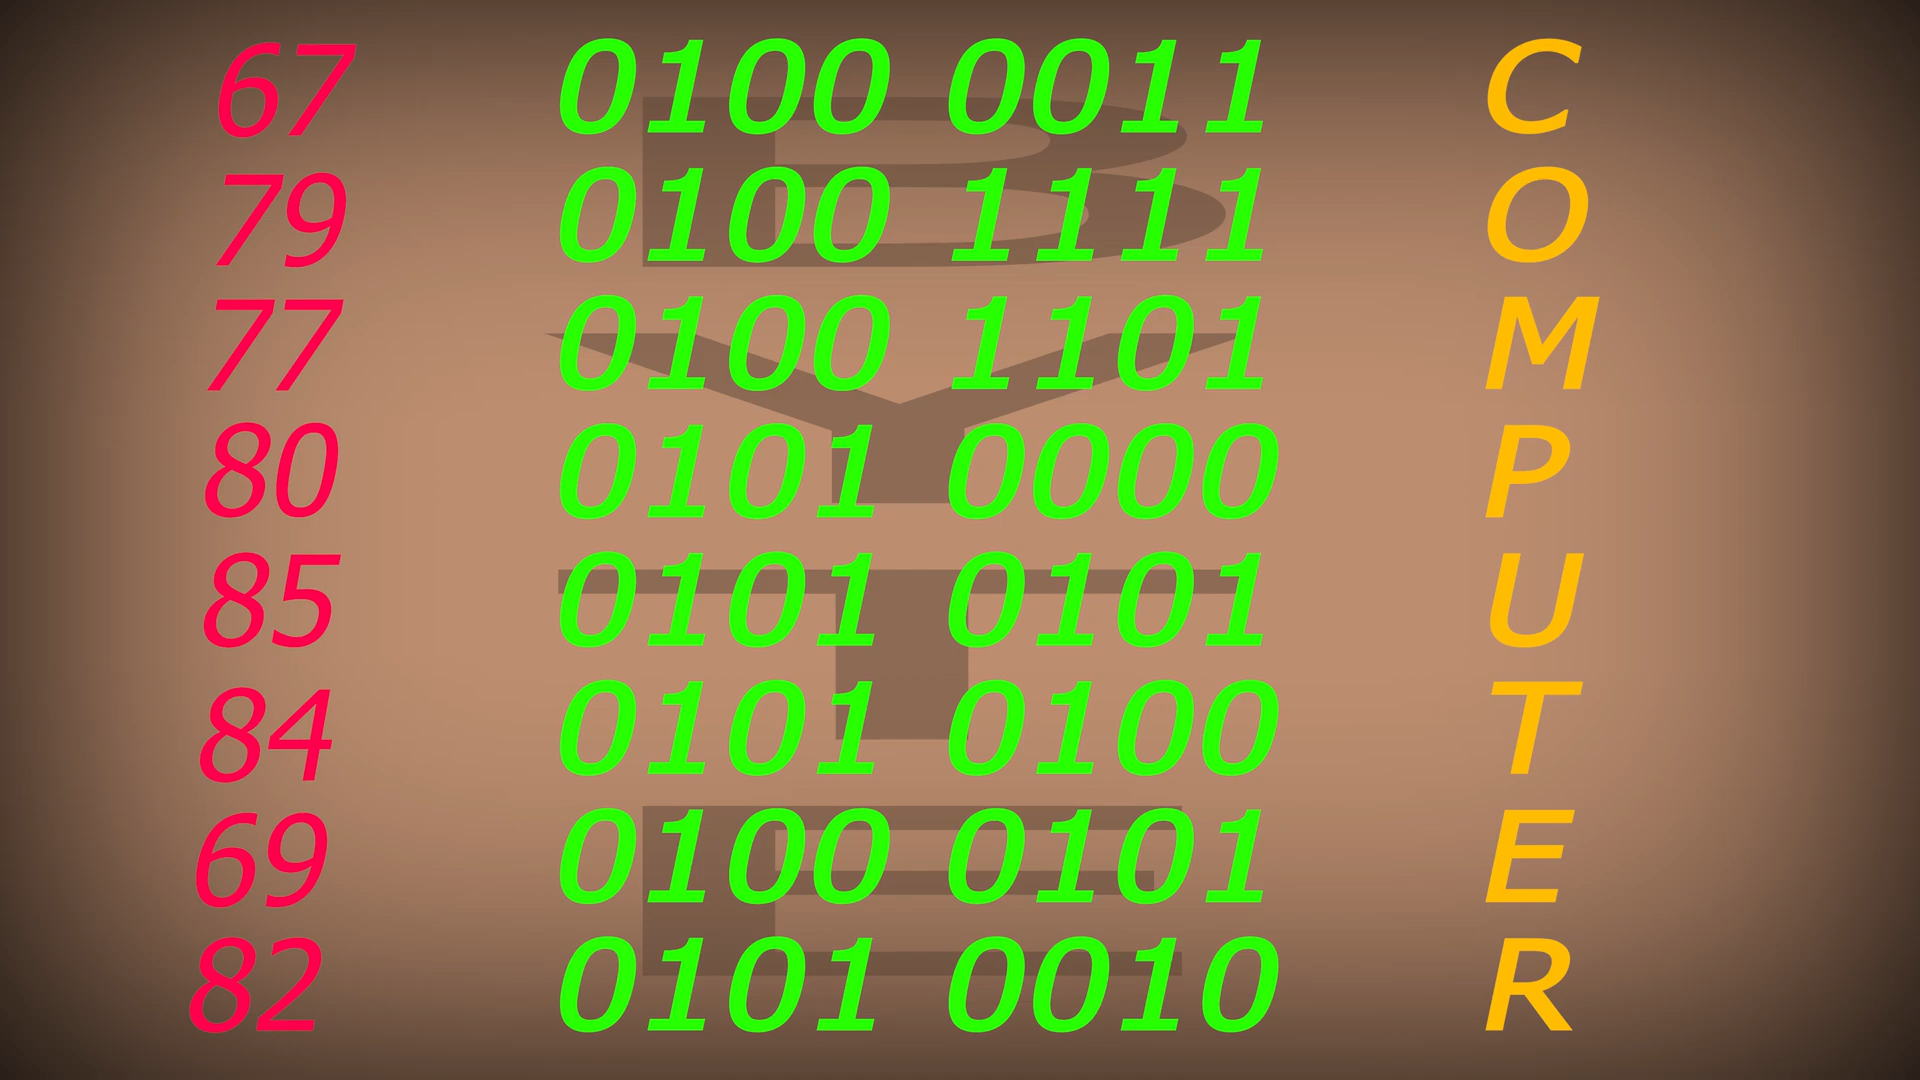 67 0100 0011 C
79 0100 1111 O
77 0100 1101 M
80 0101 0000 P
85 0101 0101 U
84 0101 0100 T
69 0100 0101 E
82 0101 0010 R
B
Y
T
E